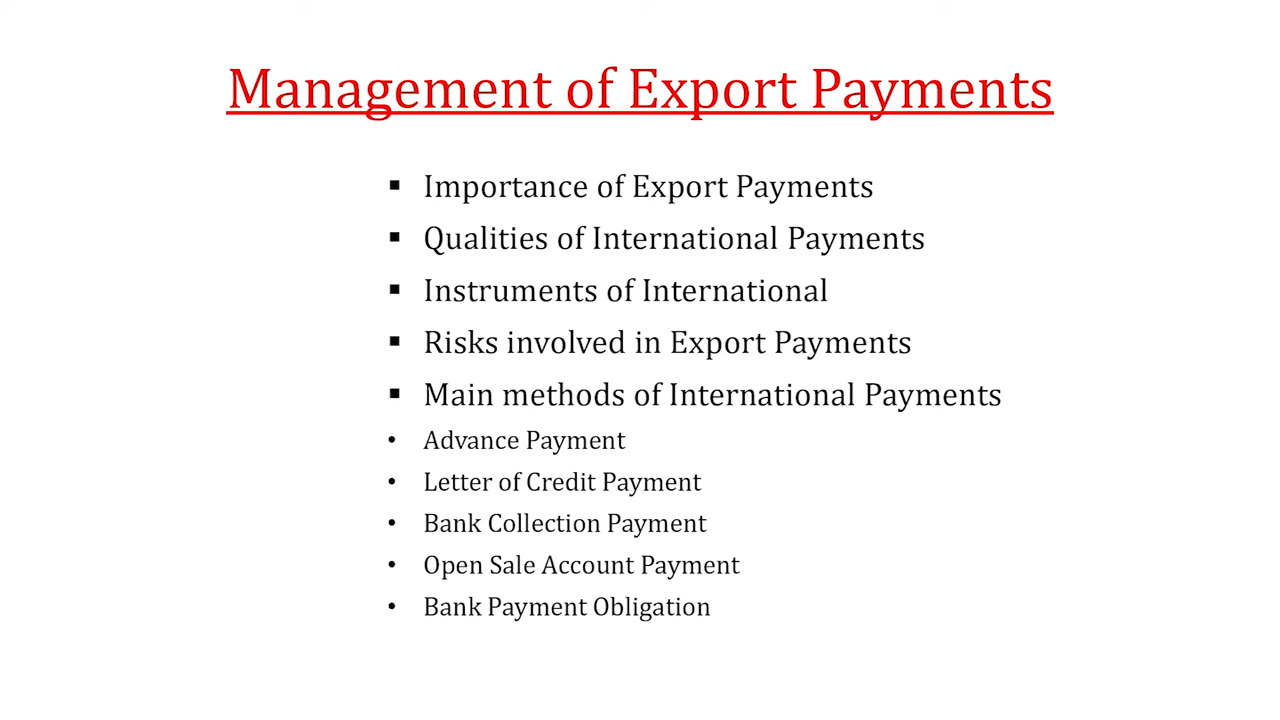 Management of Export Payments
▪ Importance of Export Payments
▪ Qualities of International Payments
▪ Instruments of International
▪ Risks involved in Export Payments
▪ Main methods of International Payments
• Advance Payment
• Letter of Credit Payment
• Bank Collection Payment
• Open Sale Account Payment
• Bank Payment Obligation